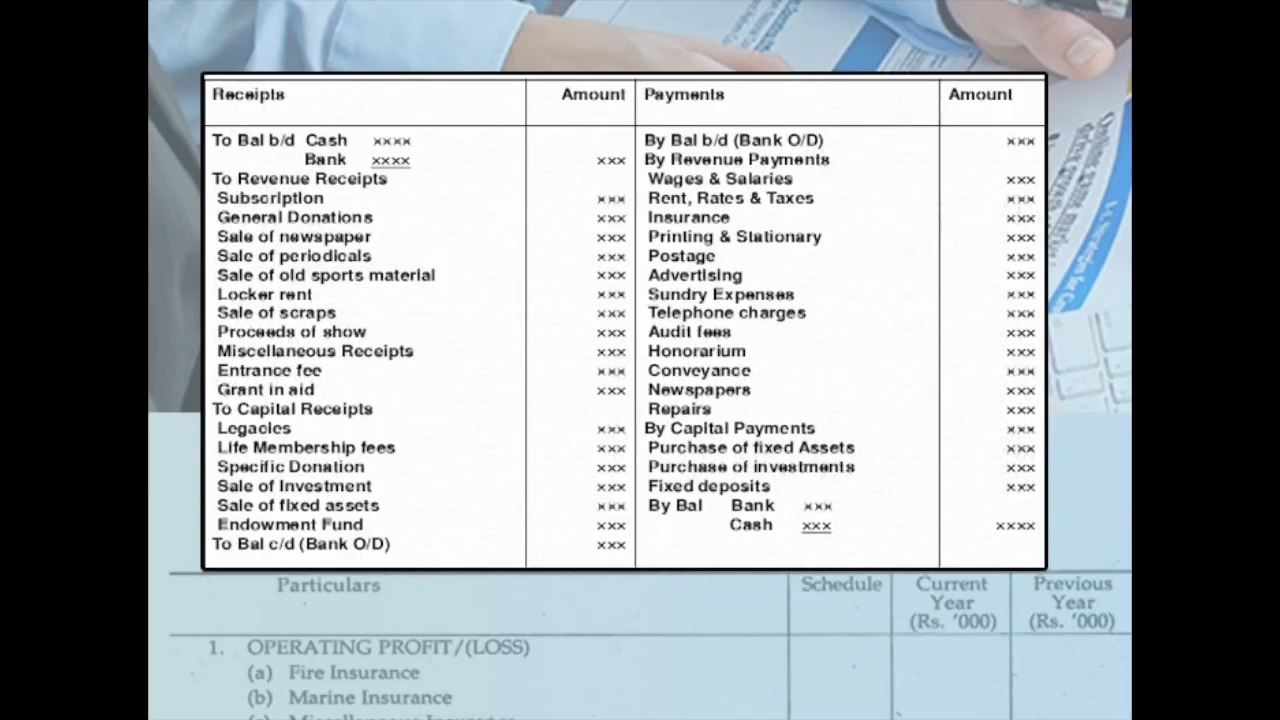 Receipts Amount Payments Amount
To Bal b/d Cash xxxx By Bal b/d (Bank O/D) xxx
Bank xxxx xxx By Revenue Payments
To Revenue Receipts Wages & Salaries xxx
Subscription xxx Rent, Rates & Taxes xxx
General Donations xxx Insurance xxx
Sale of newspaper xxx Printing & Stationary xxx
Sale of periodicals xxx Postage xxx
Sale of old sports material xxx Advertising xxx
Locker rent xxx Sundry Expenses xxx
Sale of scraps xxx Telephone charges xxx
Proceeds of show xxx Audit fees xxx
Miscellaneous Receipts xxx Honorarium xxx
Entrance fee xxx Conveyance xxx
Grant in aid xxx Newspapers xxx
To Capital Receipts Repairs xxx
Legacies xxx By Capital Payments xxx
Life Membership fees xxx Purchase of fixed Assets xxx
Specific Donation xxx Purchase of investments xxx
Sale of Investment xxx Fixed deposits xxx
Sale of fixed assets xxx By Bal Bank xxx
Endowment Fund xxx Cash xxx xxxx
To Bal c/d (Bank O/D) xxx
Particulars Schedule Current Previous
Year Year
(Rs. '000) (Rs. '000)
1. OPERATING PROFIT/(LOSS)
(a) Fire Insurance
(b) Marine Insurance